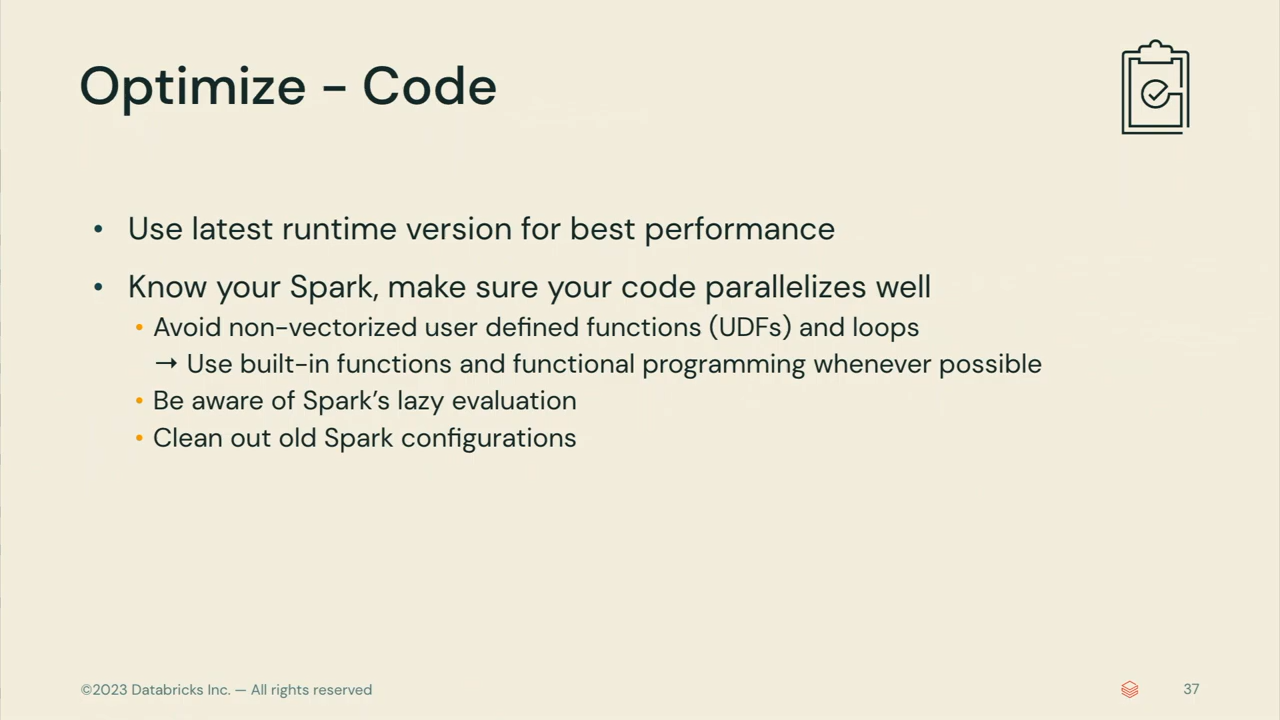 Optimize – Code
• Use latest runtime version for best performance
• Know your Spark, make sure your code parallelizes well
• Avoid non-vectorized user defined functions (UDFs) and loops
→ Use built-in functions and functional programming whenever possible
• Be aware of Spark’s lazy evaluation
• Clean out old Spark configurations
©2023 Databricks Inc. — All rights reserved
37